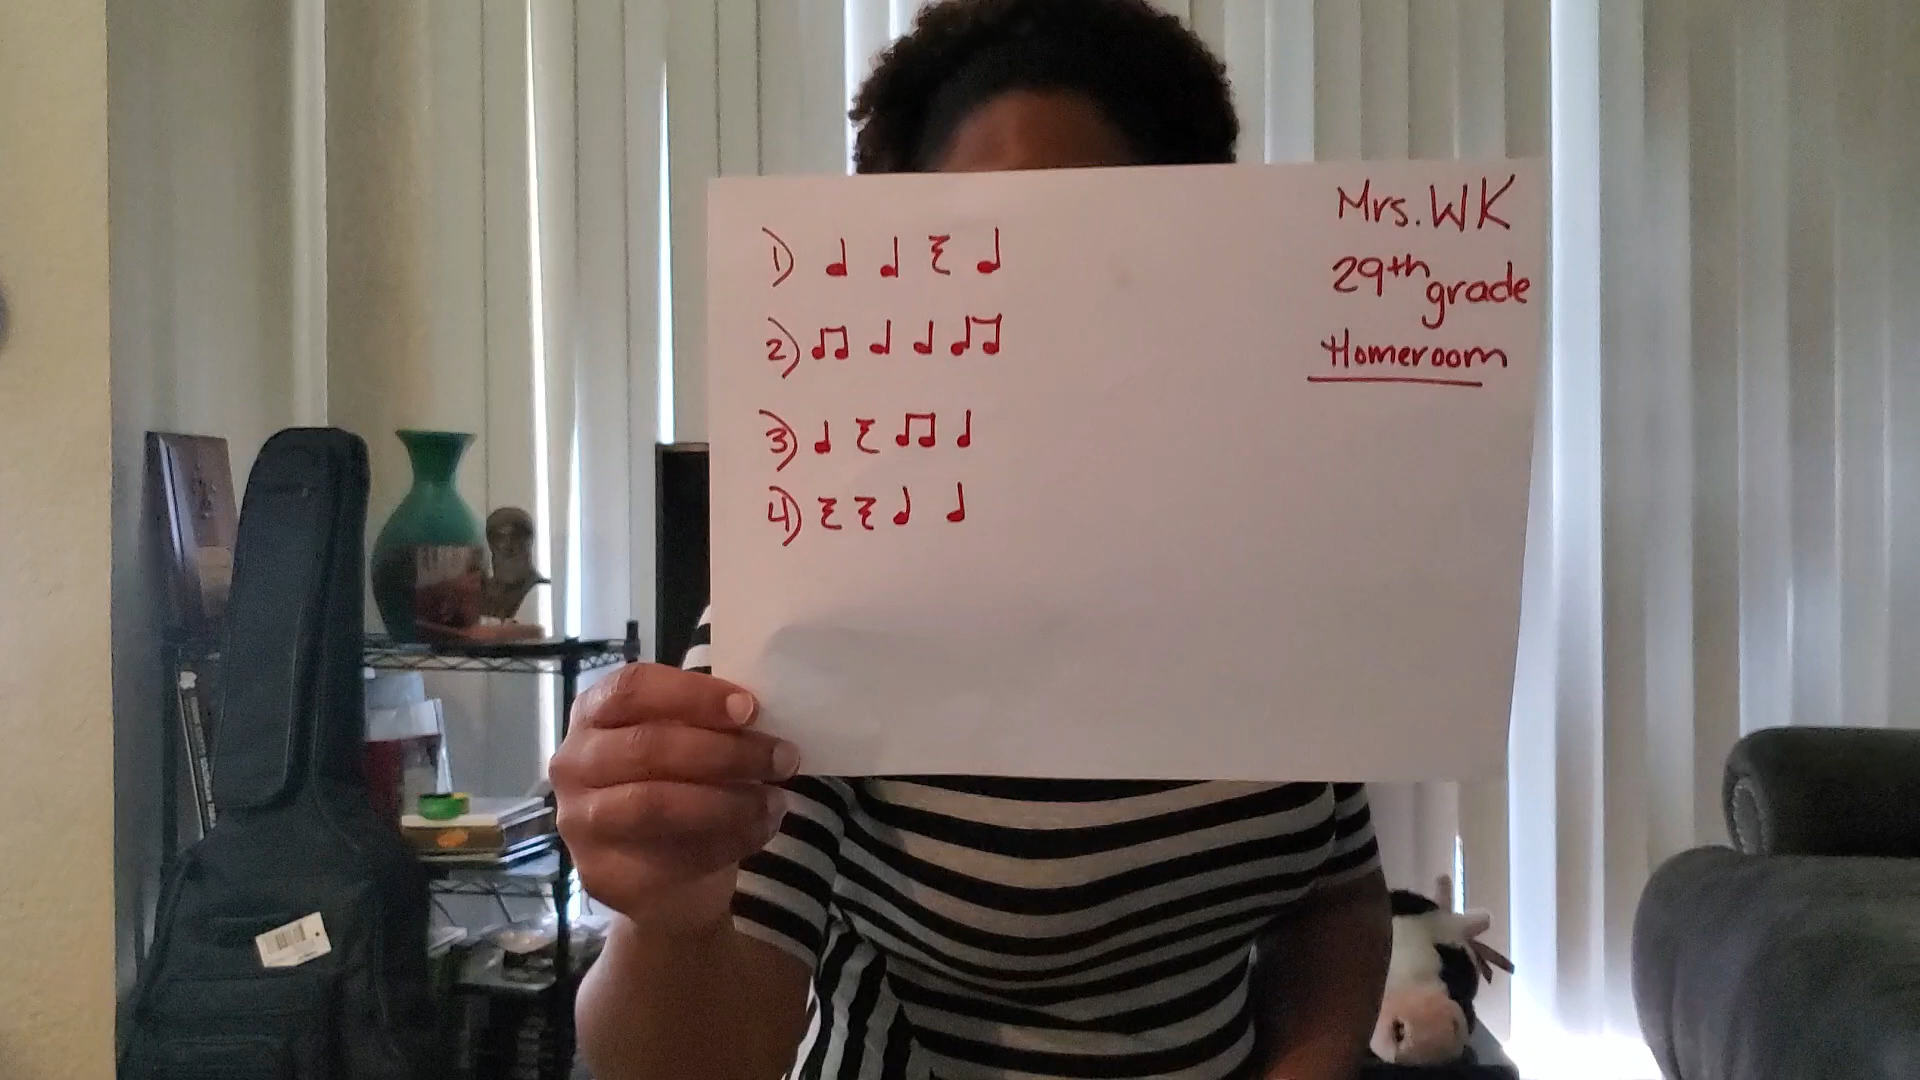 Mrs. WK
29th grade
Homeroom
1) ♩ ♩ 𝄽 ♩
2) ♫ ♩ ♩ ♫
3) ♩ 𝄽 ♫ ♩
4) 𝄽 𝄽 ♩ ♩